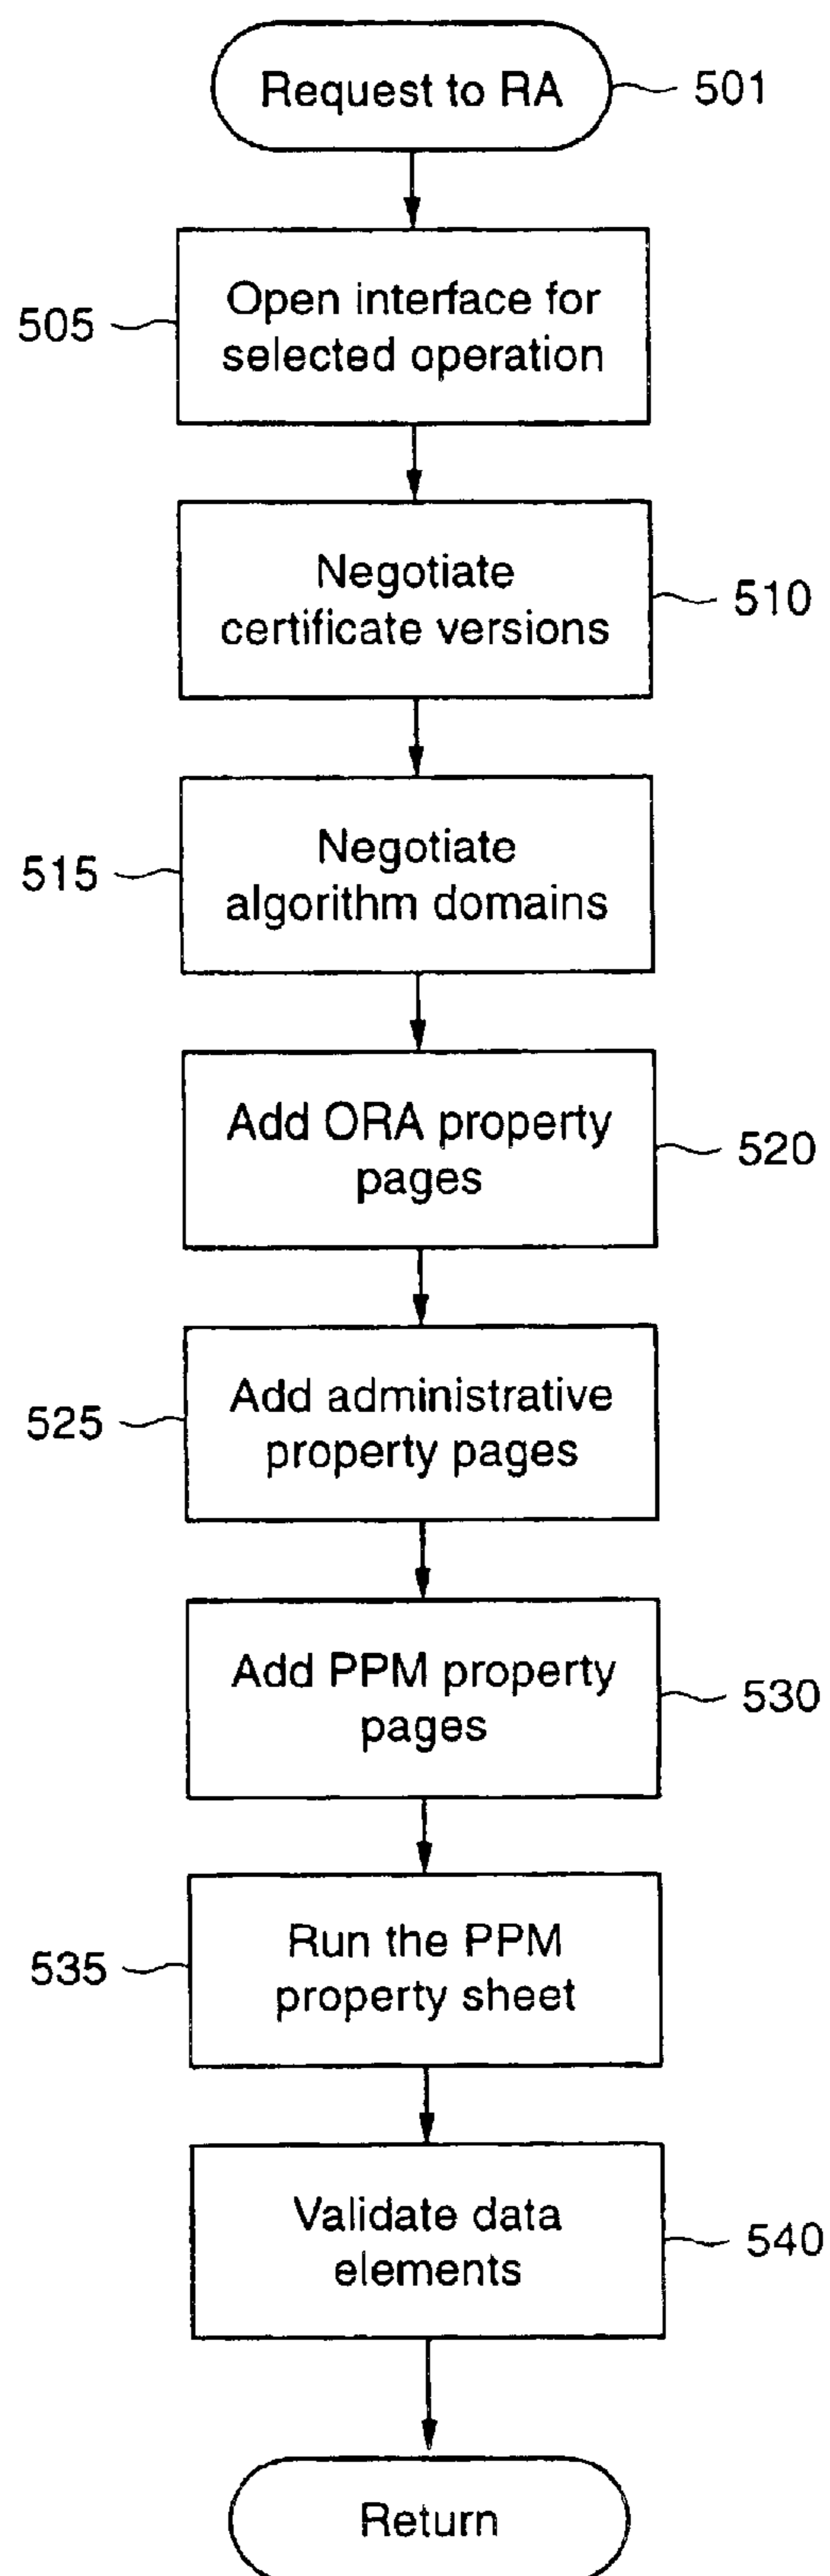 Request to RA
501
Open interface for
selected operation
505
Negotiate
certificate versions
510
Negotiate
algorithm domains
515
Add ORA property
pages
520
Add administrative
property pages
525
Add PPM property
pages
530
Run the PPM
property sheet
535
Validate data
elements
540
Return